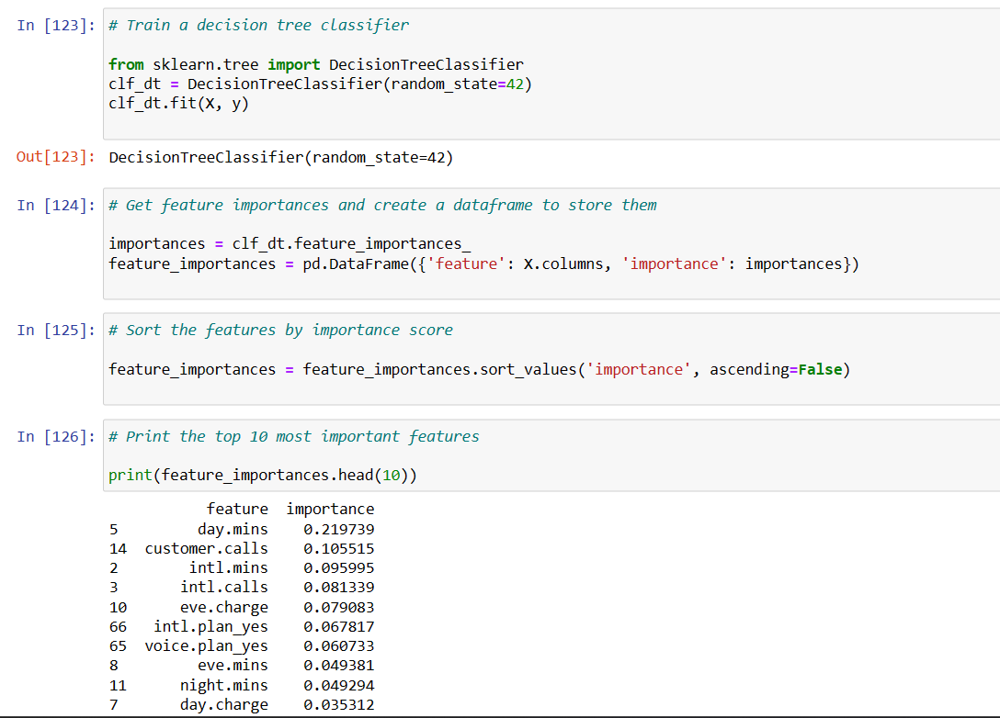 In [123]: # Train a decision tree classifier
from sklearn.tree import DecisionTreeClassifier
clf_dt = DecisionTreeClassifier(random_state=42)
clf_dt.fit(X, y)
Out[123]: DecisionTreeClassifier(random_state=42)
In [124]: # Get feature importances and create a dataframe to store them
importances = clf_dt.feature_importances_
feature_importances = pd.DataFrame({'feature': X.columns, 'importance': importances})
In [125]: # Sort the features by importance score
feature_importances = feature_importances.sort_values('importance', ascending=False)
In [126]: # Print the top 10 most important features
print(feature_importances.head(10))
feature importance
5 day.mins 0.219739
14 customer.calls 0.105515
2 intl.mins 0.095995
3 intl.calls 0.081339
10 eve.charge 0.079083
66 intl.plan_yes 0.067817
65 voice.plan_yes 0.060733
8 eve.mins 0.049381
11 night.mins 0.049294
7 day.charge 0.035312